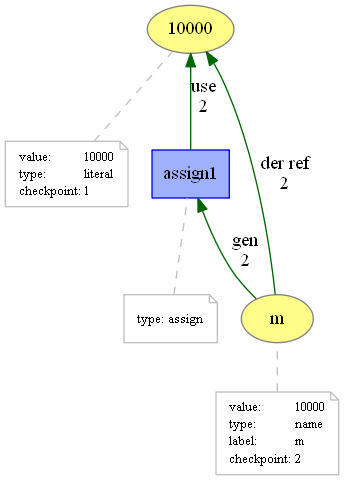 10000
use
2
value: 10000
type: literal
checkpoint: 1
assign1
der ref
2
gen
2
type: assign
m
value: 10000
type: name
label: m
checkpoint: 2